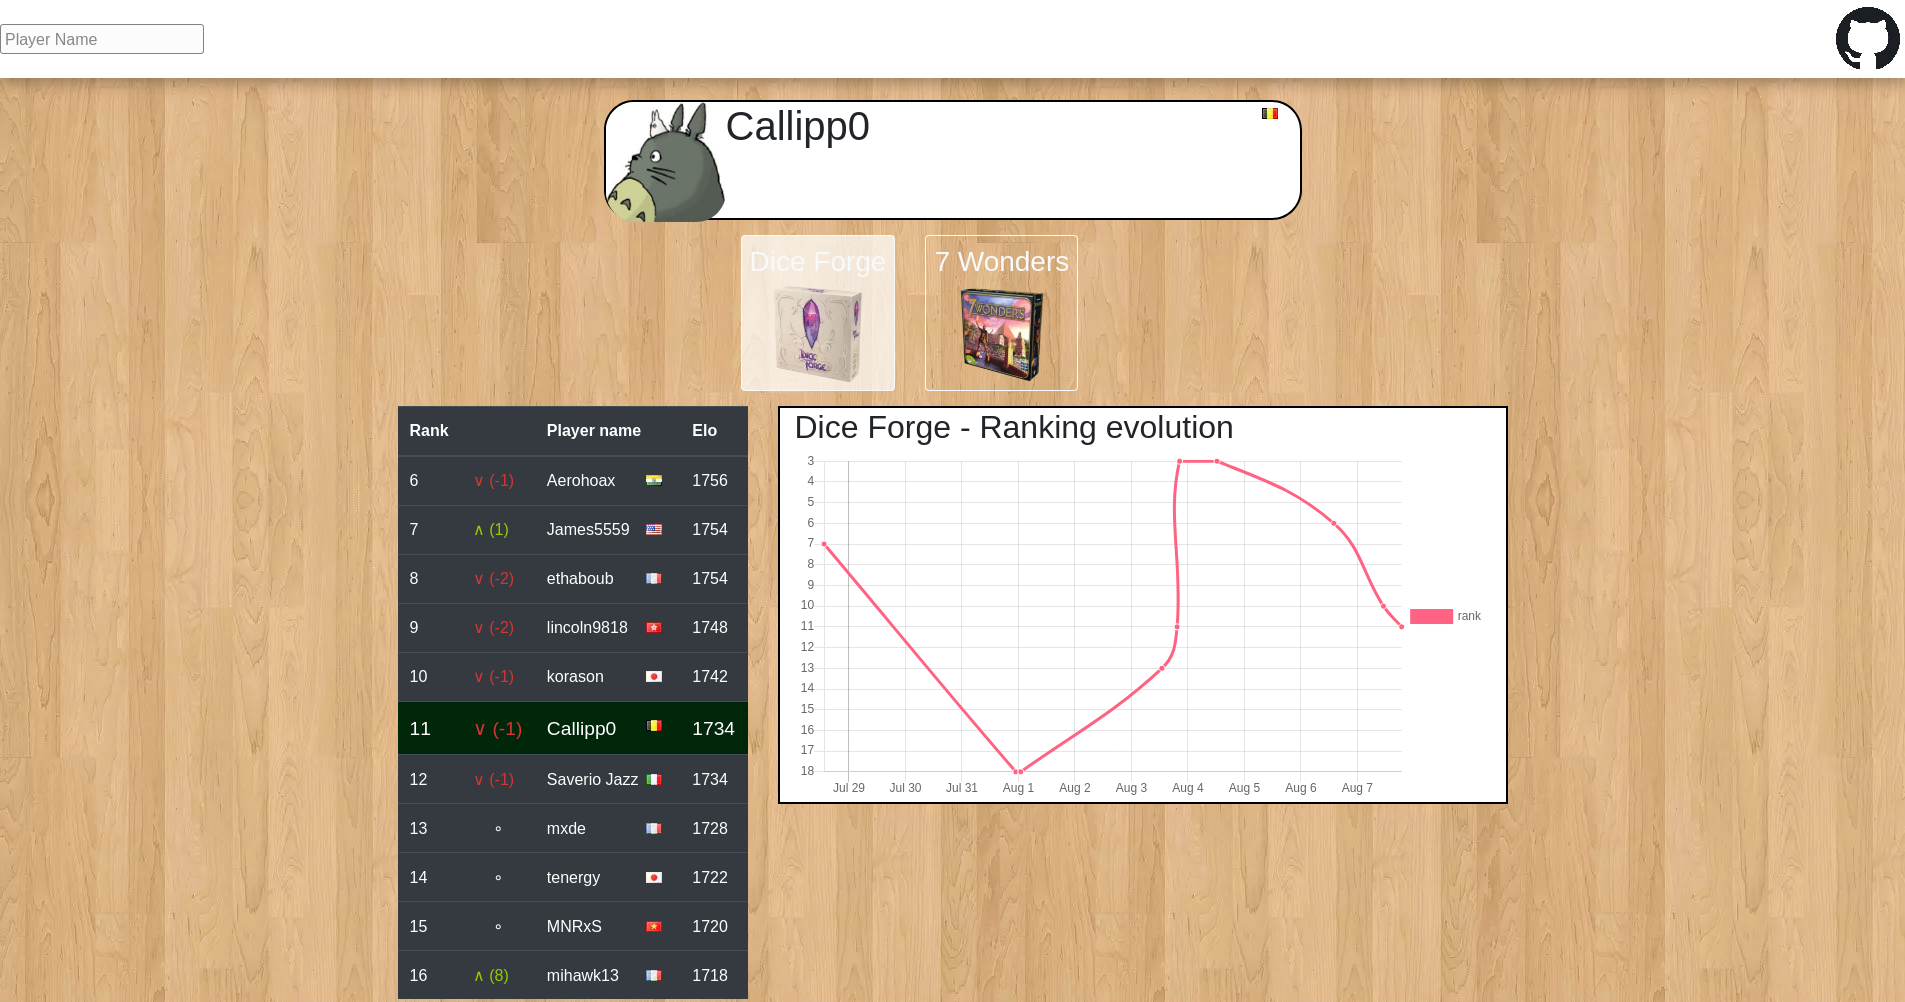 Player Name
Callipp0
Dice Forge
7 Wonders
7 WONDERS
DICE FORGE
Rank Player name Elo
6 ∨ (-1) Aerohoax 1756
7 ∧ (1) James5559 1754
8 ∨ (-2) ethaboub 1754
9 ∨ (-2) lincoln9818 1748
10 ∨ (-1) korason 1742
11 ∨ (-1) Callipp0 1734
12 ∨ (-1) Saverio Jazz 1734
13 ∘ mxde 1728
14 ∘ tenergy 1722
15 ∘ MNRxS 1720
16 ∧ (8) mihawk13 1718
Dice Forge - Ranking evolution
3
4
5
6
7
8
9
10
11
12
13
14
15
16
17
18
Jul 29 Jul 30 Jul 31 Aug 1 Aug 2 Aug 3 Aug 4 Aug 5 Aug 6 Aug 7
rank